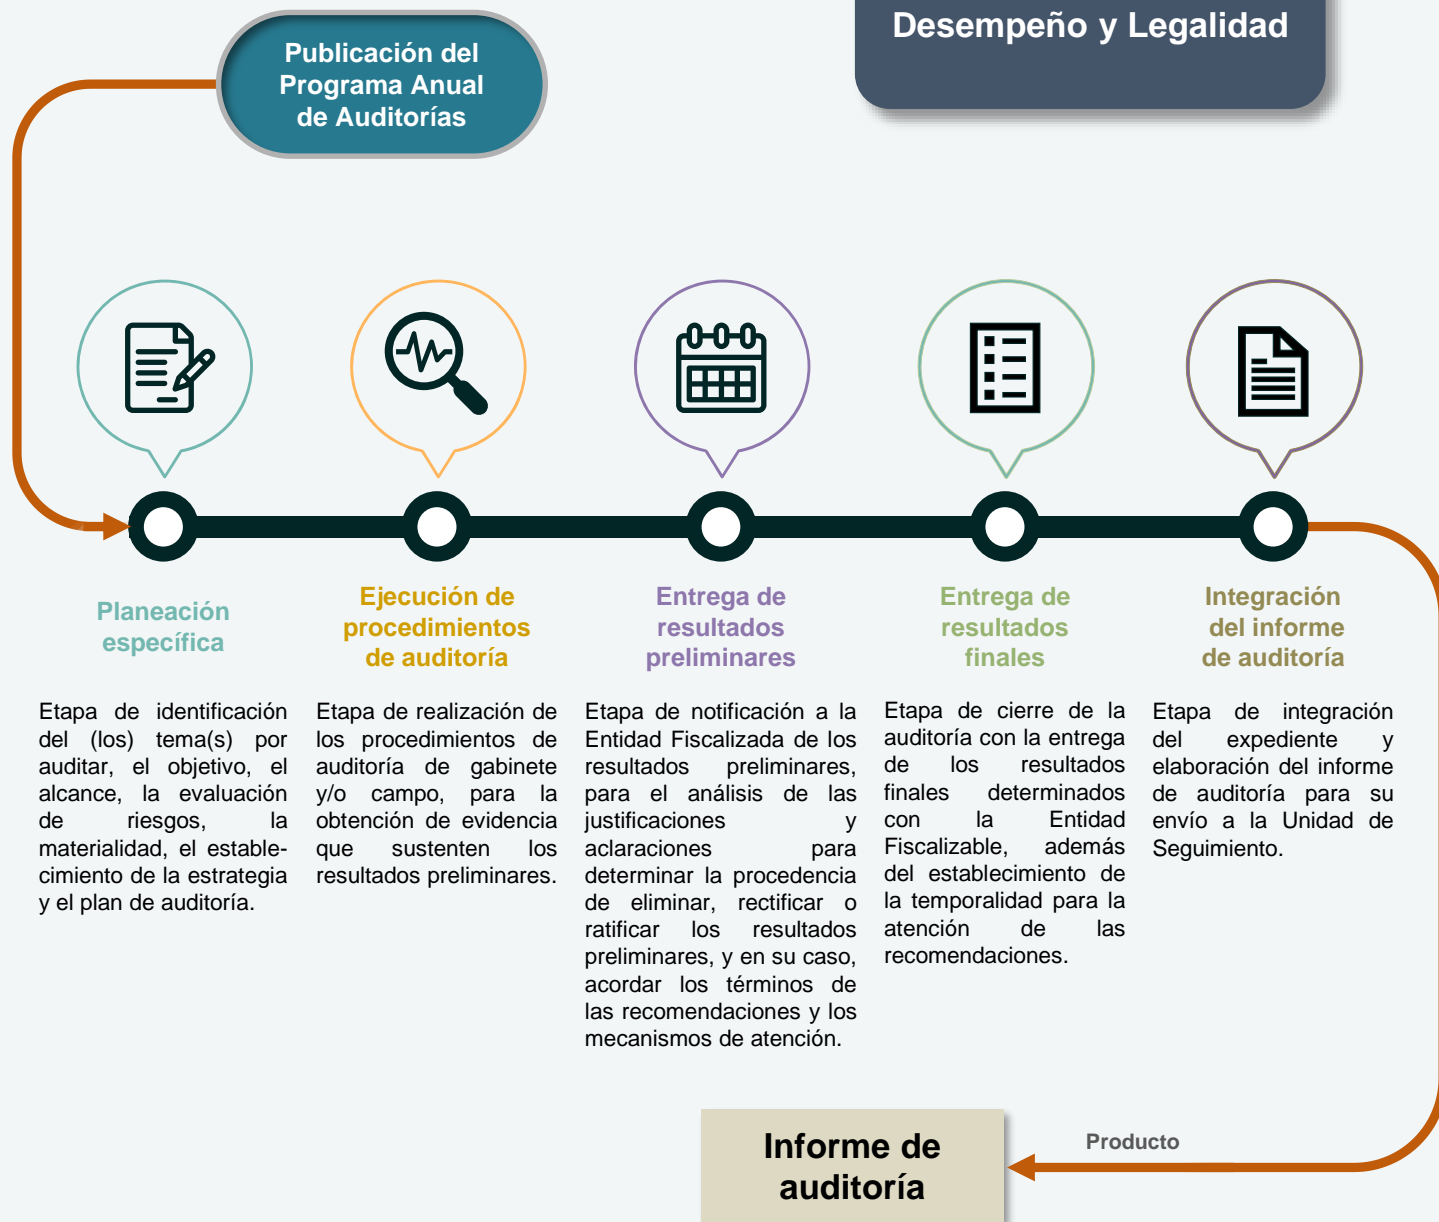 Desempeño y Legalidad
Publicación del
Programa Anual
de Auditorías
Planeación
específica
Etapa de identificación
del (los) tema(s) por
auditar, el objetivo, el
alcance, la evaluación
de riesgos, la
materialidad, el estable-
cimiento de la estrategia
y el plan de auditoría.
Ejecución de
procedimientos
de auditoría
Etapa de realización de
los procedimientos de
auditoría de gabinete
y/o campo, para la
obtención de evidencia
que sustenten los
resultados preliminares.
Entrega de
resultados
preliminares
Etapa de notificación a la
Entidad Fiscalizada de los
resultados preliminares,
para el análisis de las
justificaciones y
aclaraciones para
determinar la procedencia
de eliminar, rectificar o
ratificar los resultados
preliminares, y en su caso,
acordar los términos de
las recomendaciones y los
mecanismos de atención.
Entrega de
resultados
finales
Etapa de cierre de la
auditoría con la entrega
de los resultados
finales determinados
con la Entidad
Fiscalizable, además
del establecimiento de
la temporalidad para la
atención de las
recomendaciones.
Integración
del informe
de auditoría
Etapa de integración
del expediente y
elaboración del informe
de auditoría para su
envío a la Unidad de
Seguimiento.
Producto
Informe de
auditoría